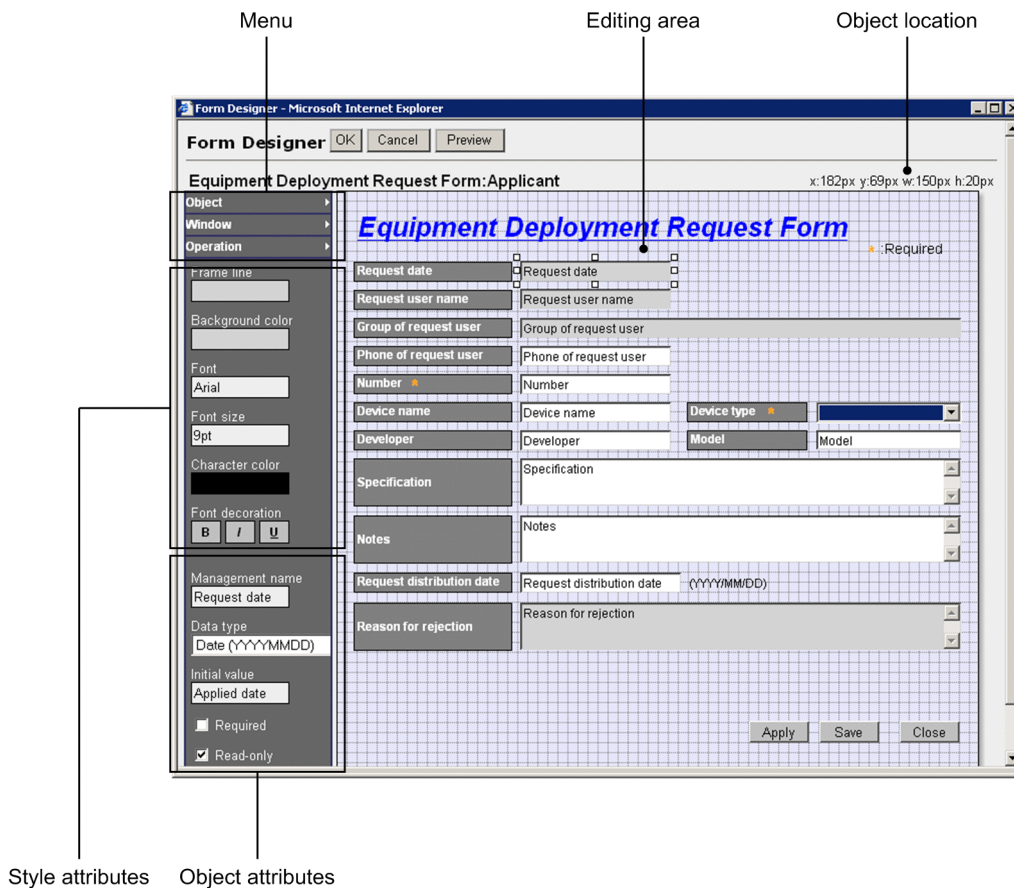 Menu
Editing area
Object location
Form Designer - Microsoft Internet Explorer
Form Designer OK Cancel Preview
Equipment Deployment Request Form:Applicant
x:182px y:69px w:150px h:20px
Object
Window
Operation
Frame line
Background color
Font
Arial
Font size
9pt
Character color
Font decoration
B I U
Management name
Request date
Data type
Date (YYYYMMDD)
Initial value
Applied date
Required
Read-only
Equipment Deployment Request Form
* :Required
Request date Request date
Request user name Request user name
Group of request user Group of request user
Phone of request user Phone of request user
Number * Number
Device name Device name Device type *
Developer Developer Model Model
Specification Specification
Notes Notes
Request distribution date Request distribution date (YYYY/MM/DD)
Reason for rejection Reason for rejection
Apply Save Close
Style attributes Object attributes